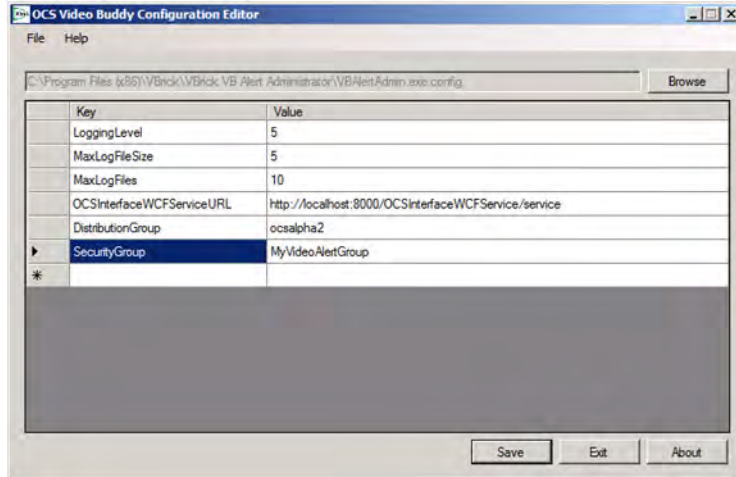 OCS Video Buddy Configuration Editor
File Help
C:\Program Files (x86)\VBrick\VBrick VB Alert Administrator\VBAlertAdmin.exe.config Browse
Key Value
LoggingLevel 5
MaxLogFileSize 5
MaxLogFiles 10
OCSInterfaceWCFServiceURL http://localhost:8000/OCSInterfaceWCFService/service
DistributionGroup ocsalpha2
SecurityGroup MyVideoAlertGroup
Save Exit About